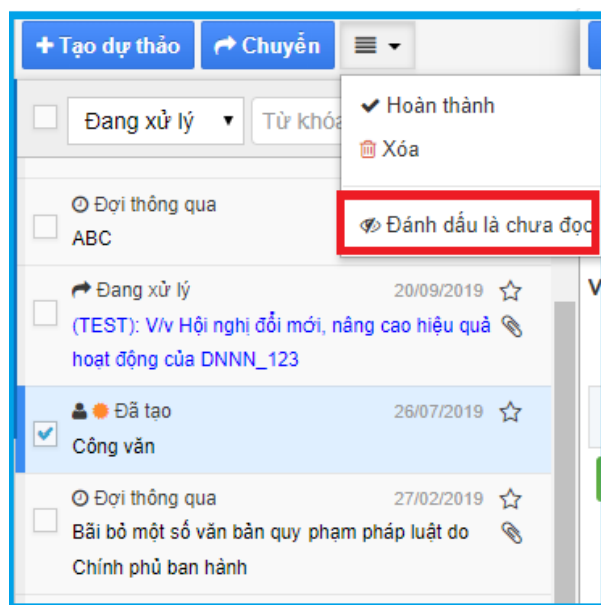 Tạo dự thảo
Chuyển
Hoàn thành
Xóa
Đánh dấu là chưa đọc
Đang xử lý
Từ khóa
Đợi thông qua
ABC
Đang xử lý 20/09/2019
(TEST): V/v Hội nghị đổi mới, nâng cao hiệu quả
hoạt động của DNNN_123
Đã tạo 26/07/2019
Công văn
Đợi thông qua 27/02/2019
Bãi bỏ một số văn bản quy phạm pháp luật do
Chính phủ ban hành
V